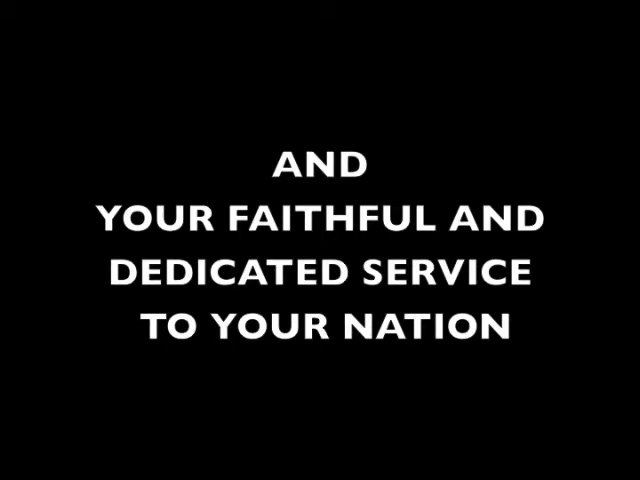 AND
YOUR FAITHFUL AND
DEDICATED SERVICE
TO YOUR NATION